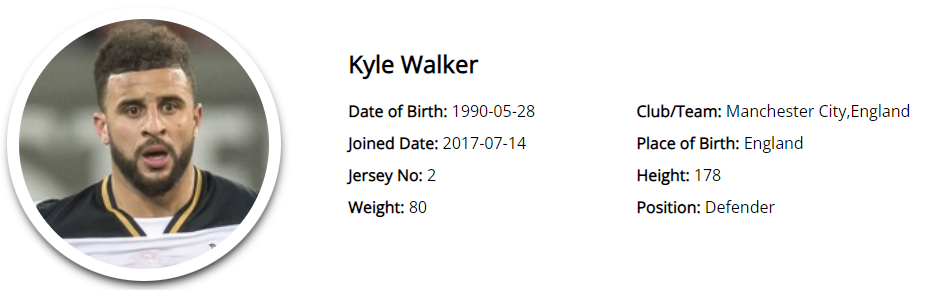 Kyle Walker
Date of Birth: 1990-05-28
Club/Team: Manchester City,England
Joined Date: 2017-07-14
Place of Birth: England
Jersey No: 2
Height: 178
Weight: 80
Position: Defender